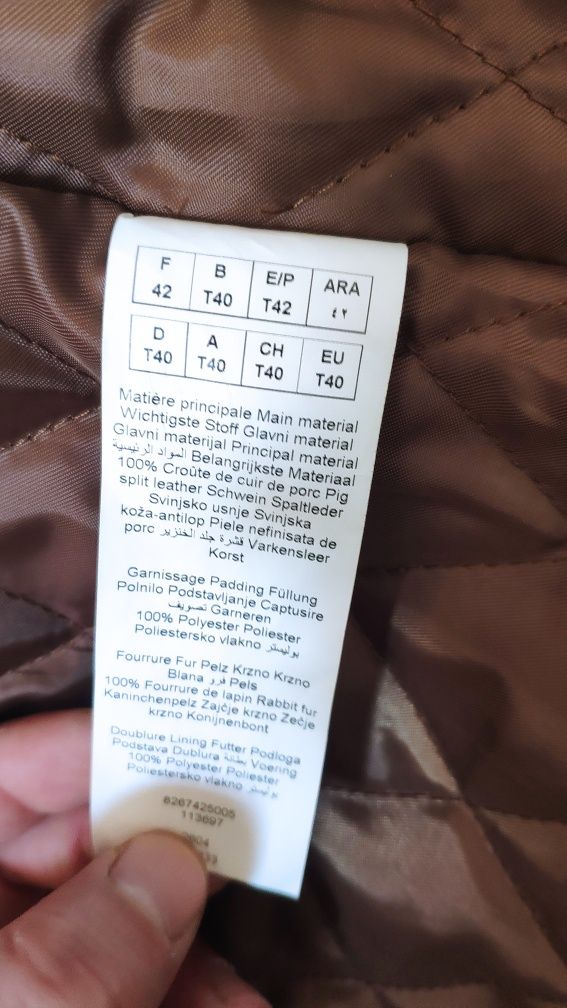 F B E/P ARA
42 T40 T42 ٤٢
D A CH EU
T40 T40 T40 T40
Matière principale Main material
Wichtigste Stoff Glavni material
Glavni materijal Principal material
المواد الرئيسية Belangrijkste Materiaal
100% Croûte de cuir de porc Pig
split leather Schwein Spaltleder
Svinjsko usnje Svinjska
koža-antilop Piele nefinisata de
porc قشرة جلد الخنزير Varkensleer
Korst
Garnissage Padding Füllung
Polnilo Podstavljanje Captusire
تصويف Garneren
100% Polyester Poliester
Poliestersko vlakno بوليستر
Fourrure Fur Pelz Krzno Krzno
Blana فرو Pels
100% Fourrure de lapin Rabbit fur
Kaninchenpelz Zajčje krzno Zečje
krzno Konijnenbont
Doublure Lining Futter Podloga
Podstava Dublura بطانة Voering
100% Polyester Poliester
Poliestersko vlakno بوليستر
6267425005
113697